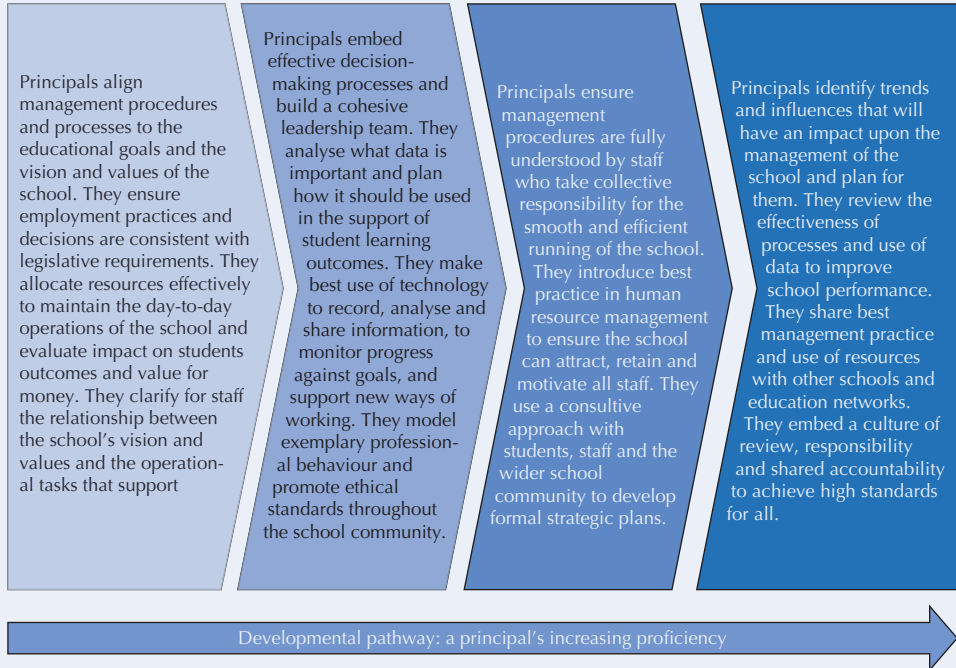 Principals align
management procedures
and processes to the
educational goals and the
vision and values of the
school. They ensure
employment practices and
decisions are consistent with
legislative requirements. They
allocate resources effectively
to maintain the day-to-day
operations of the school and
evaluate impact on students
outcomes and value for
money. They clarify for staff
the relationship between
the school’s vision and
values and the operation-
al tasks that support
Principals embed
effective decision-
making processes and
build a cohesive
leadership team. They
analyse what data is
important and plan
how it should be used
in the support of
student learning
outcomes. They make
best use of technology
to record, analyse and
share information, to
monitor progress
against goals, and
support new ways of
working. They model
exemplary profession-
al behaviour and
promote ethical
standards throughout
the school community.
Principals ensure
management
procedures are fully
understood by staff
who take collective
responsibility for the
smooth and efficient
running of the school.
They introduce best
practice in human
resource management
to ensure the school
can attract, retain and
motivate all staff. They
use a consultive
approach with
students, staff and the
wider school
community to develop
formal strategic plans.
Principals identify trends
and influences that will
have an impact upon the
management of the
school and plan for
them. They review the
effectiveness of
processes and use of
data to improve
school performance.
They share best
management practice
and use of resources
with other schools and
education networks.
They embed a culture of
review, responsibility
and shared accountability
to achieve high standards
for all.
Developmental pathway: a principal’s increasing proficiency